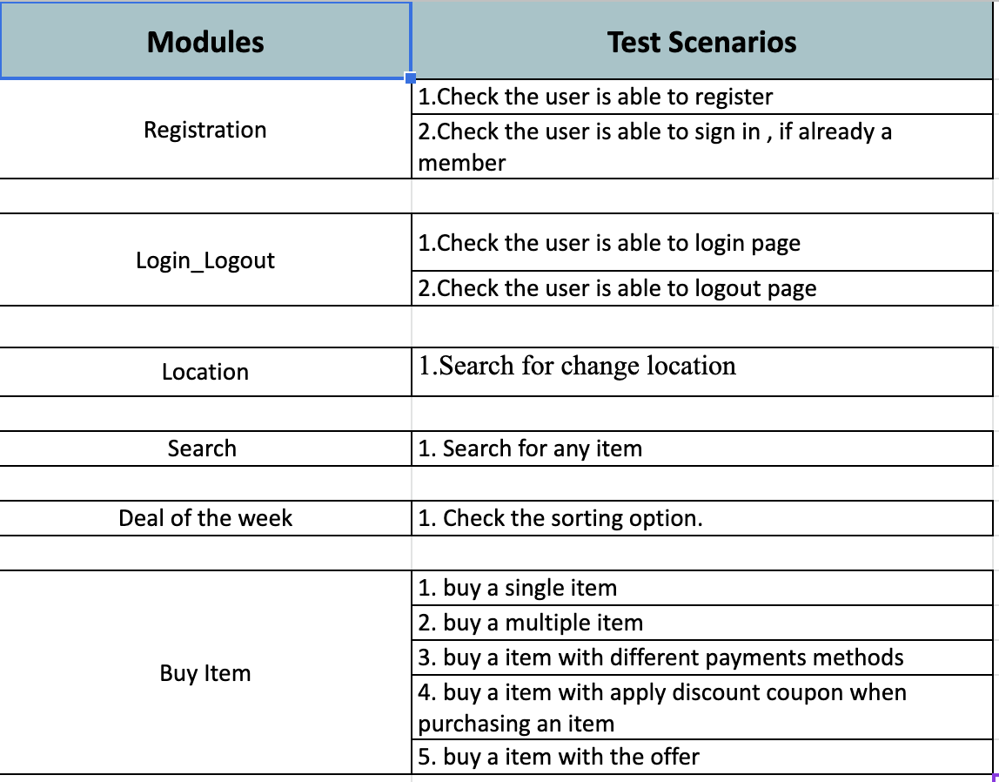 Modules
Test Scenarios
Registration
1.Check the user is able to register
2.Check the user is able to sign in , if already a
member
Login_Logout
1.Check the user is able to login page
2.Check the user is able to logout page
Location
1.Search for change location
Search
1. Search for any item
Deal of the week
1. Check the sorting option.
Buy Item
1. buy a single item
2. buy a multiple item
3. buy a item with different payments methods
4. buy a item with apply discount coupon when
purchasing an item
5. buy a item with the offer